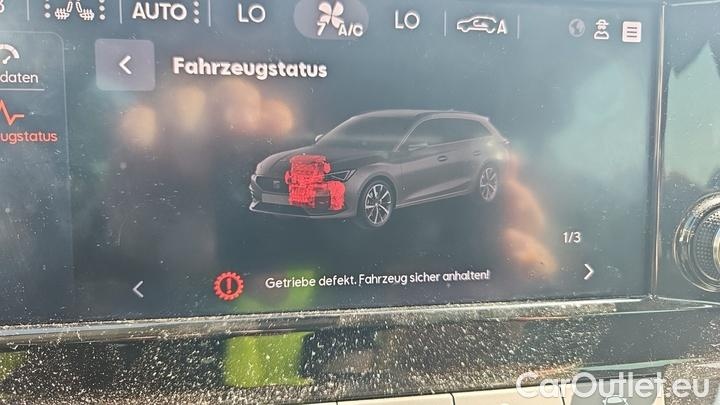 AUTO
LO
7 A/C
LO
A
Fahrzeugstatus
daten
ugstatus
1/3
Getriebe defekt. Fahrzeug sicher anhalten!
CarOutlet.eu